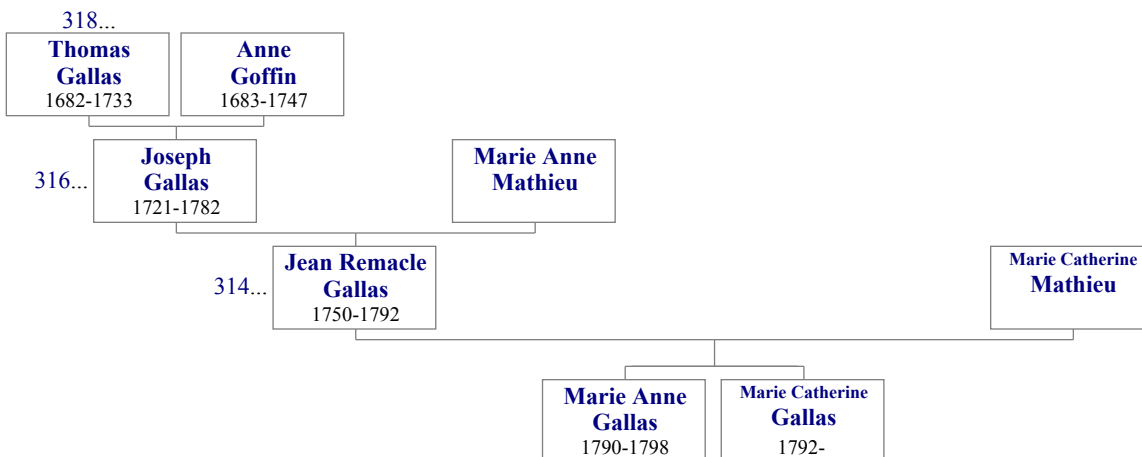 318...
Thomas
Gallas
1682-1733
Anne
Goffin
1683-1747
316...
Joseph
Gallas
1721-1782
Marie Anne
Mathieu
314...
Jean Remacle
Gallas
1750-1792
Marie Catherine
Mathieu
Marie Anne
Gallas
1790-1798
Marie Catherine
Gallas
1792-